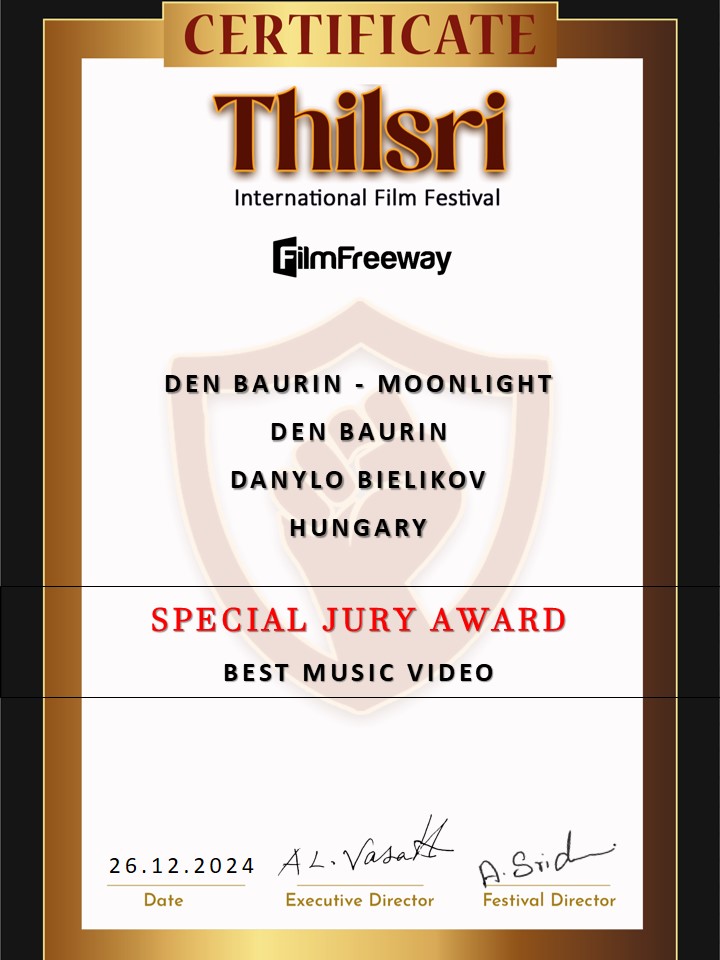 CERTIFICATE
Thilsri
International Film Festival
FilmFreeway
DEN BAURIN - MOONLIGHT
DEN BAURIN
DANYLO BIELIKOV
HUNGARY
SPECIAL JURY AWARD
BEST MUSIC VIDEO
26.12.2024 A. Srid
Date Executive Director Festival Director